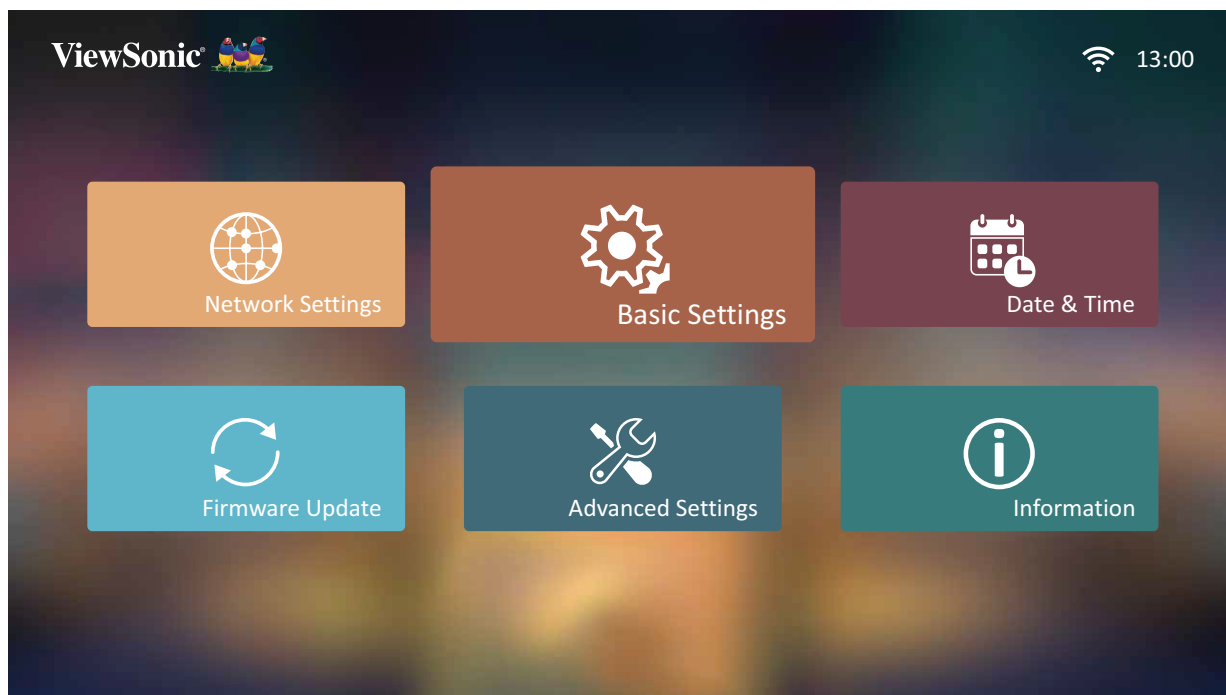 ViewSonic®
13:00
Network Settings
Basic Settings
Date & Time
Firmware Update
Advanced Settings
Information